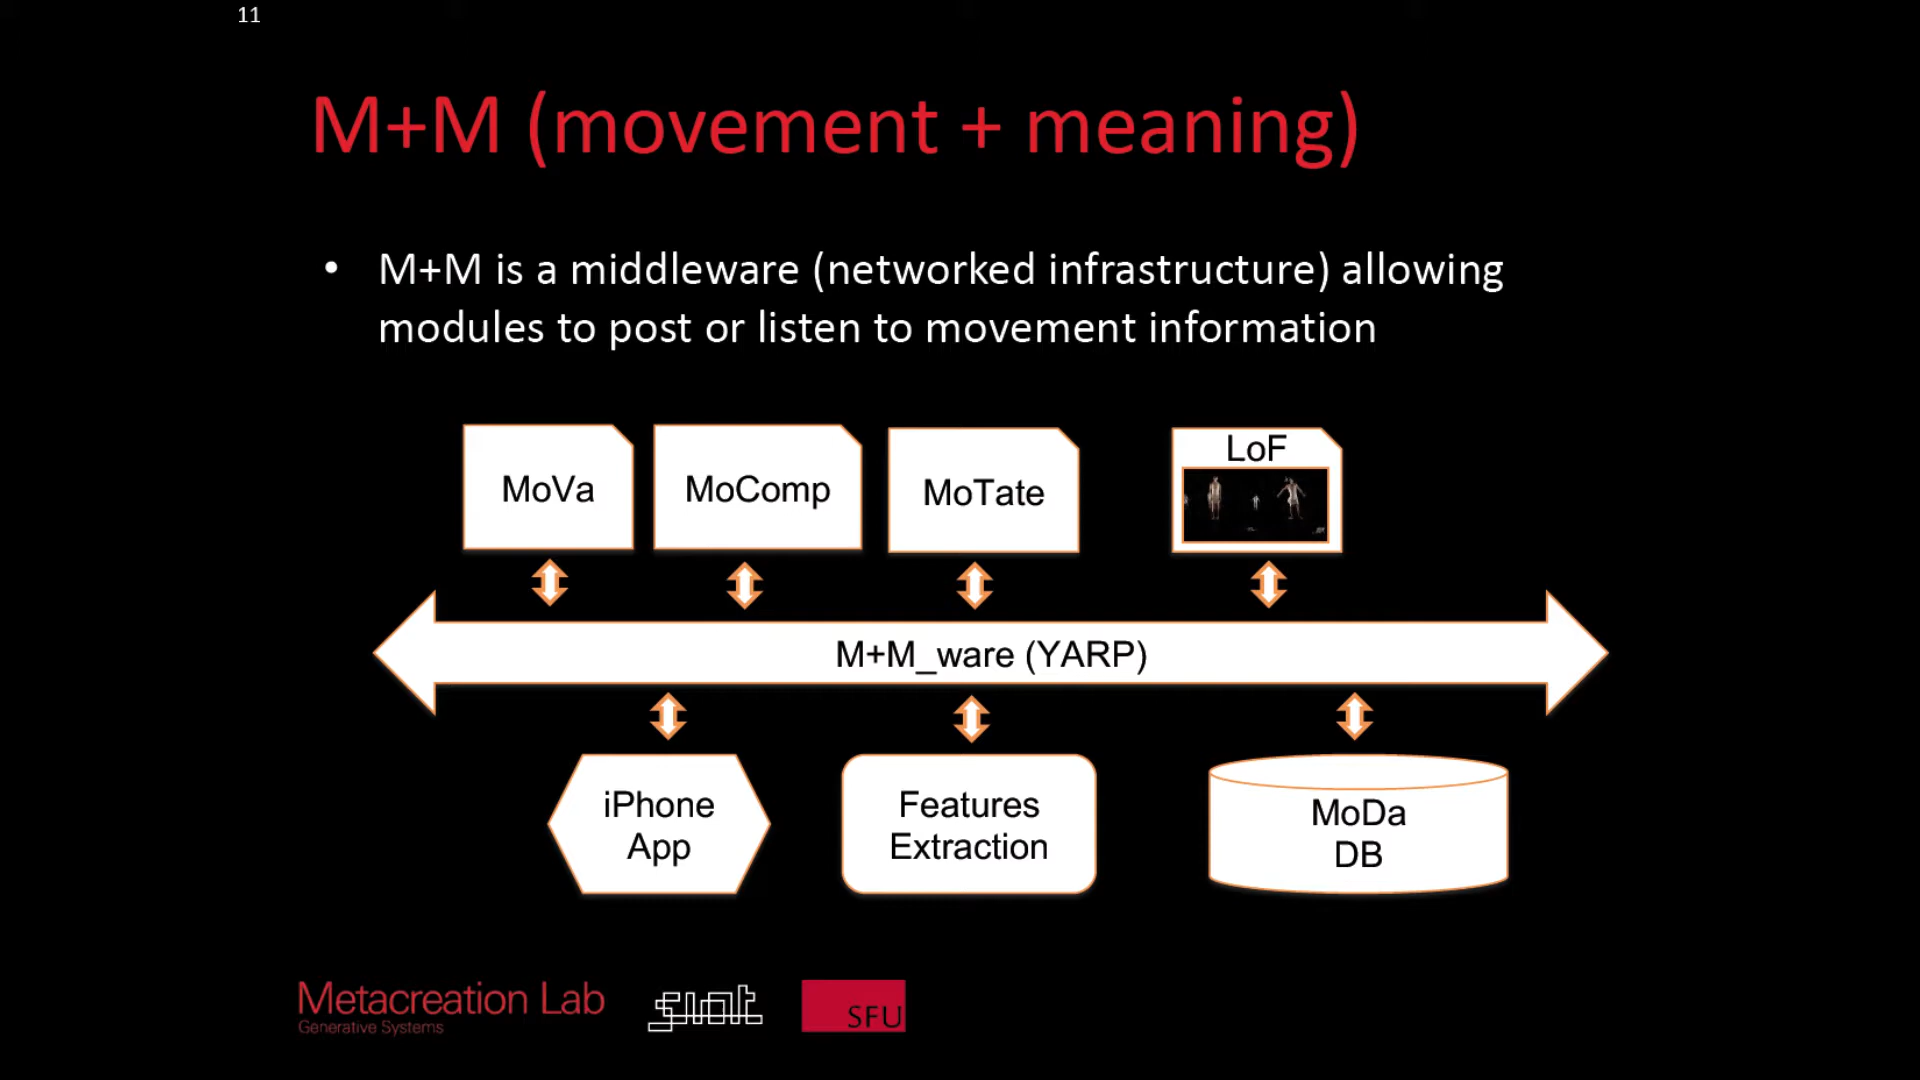 11
M+M (movement + meaning)
• M+M is a middleware (networked infrastructure) allowing
modules to post or listen to movement information
MoVa
MoComp
MoTate
LoF
M+M_ware (YARP)
iPhone
App
Features
Extraction
MoDa
DB
Metacreation Lab
Generative Systems
siat
SFU